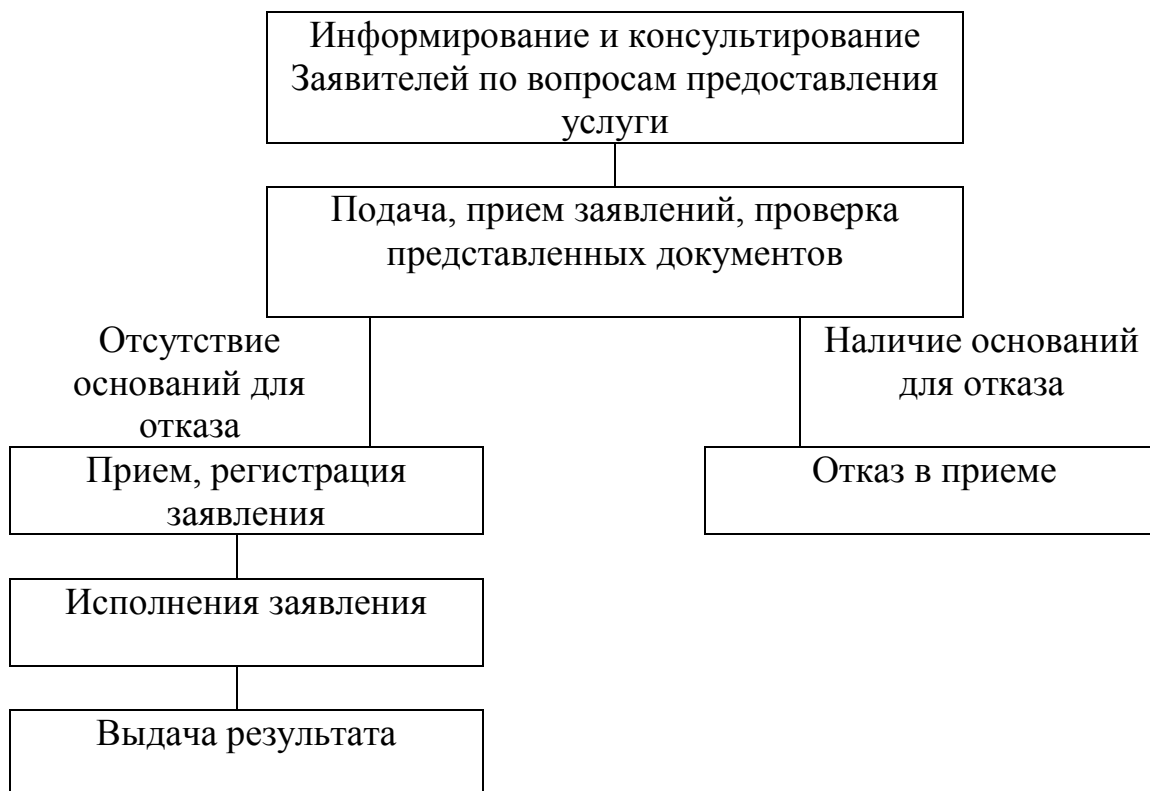 Информирование и консультирование
Заявителей по вопросам предоставления
услуги
Подача, прием заявлений, проверка
представленных документов
Отсутствие
оснований для
отказа
Наличие оснований
для отказа
Прием, регистрация
заявления
Отказ в приеме
Исполнения заявления
Выдача результата